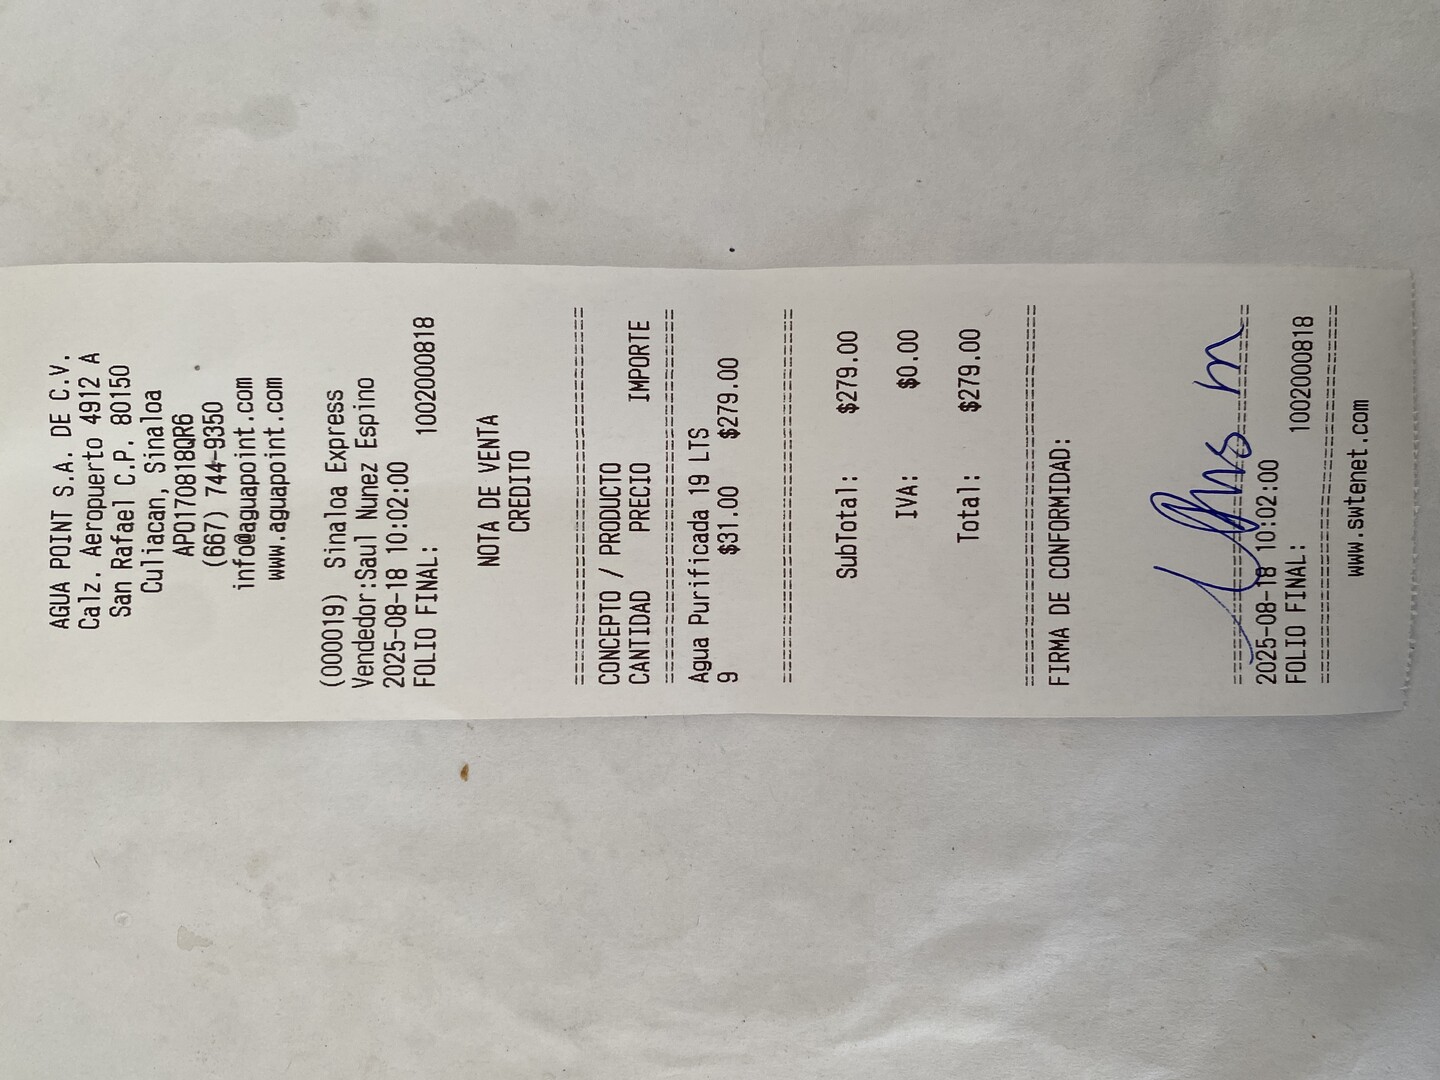 AGUA POINT S.A. DE C.V.
Calz. Aeropuerto 4912 A
San Rafael C.P. 80150
Culiacan, Sinaloa
APO170818QR6
(667) 744-9350
info@aguapoint.com
www.aguapoint.com
(000019) Sinaloa Express
Vendedor:Saul Nunez Espino
2025-08-18 10:02:00
FOLIO FINAL: 1002000818
NOTA DE VENTA
CREDITO
CONCEPTO / PRODUCTO
CANTIDAD PRECIO IMPORTE
Agua Purificada 19 LTS
9 $31.00 $279.00
SubTotal: $279.00
IVA: $0.00
Total: $279.00
FIRMA DE CONFORMIDAD:
2025-08-18 10:02:00
FOLIO FINAL: 1002000818
www.swtenet.com